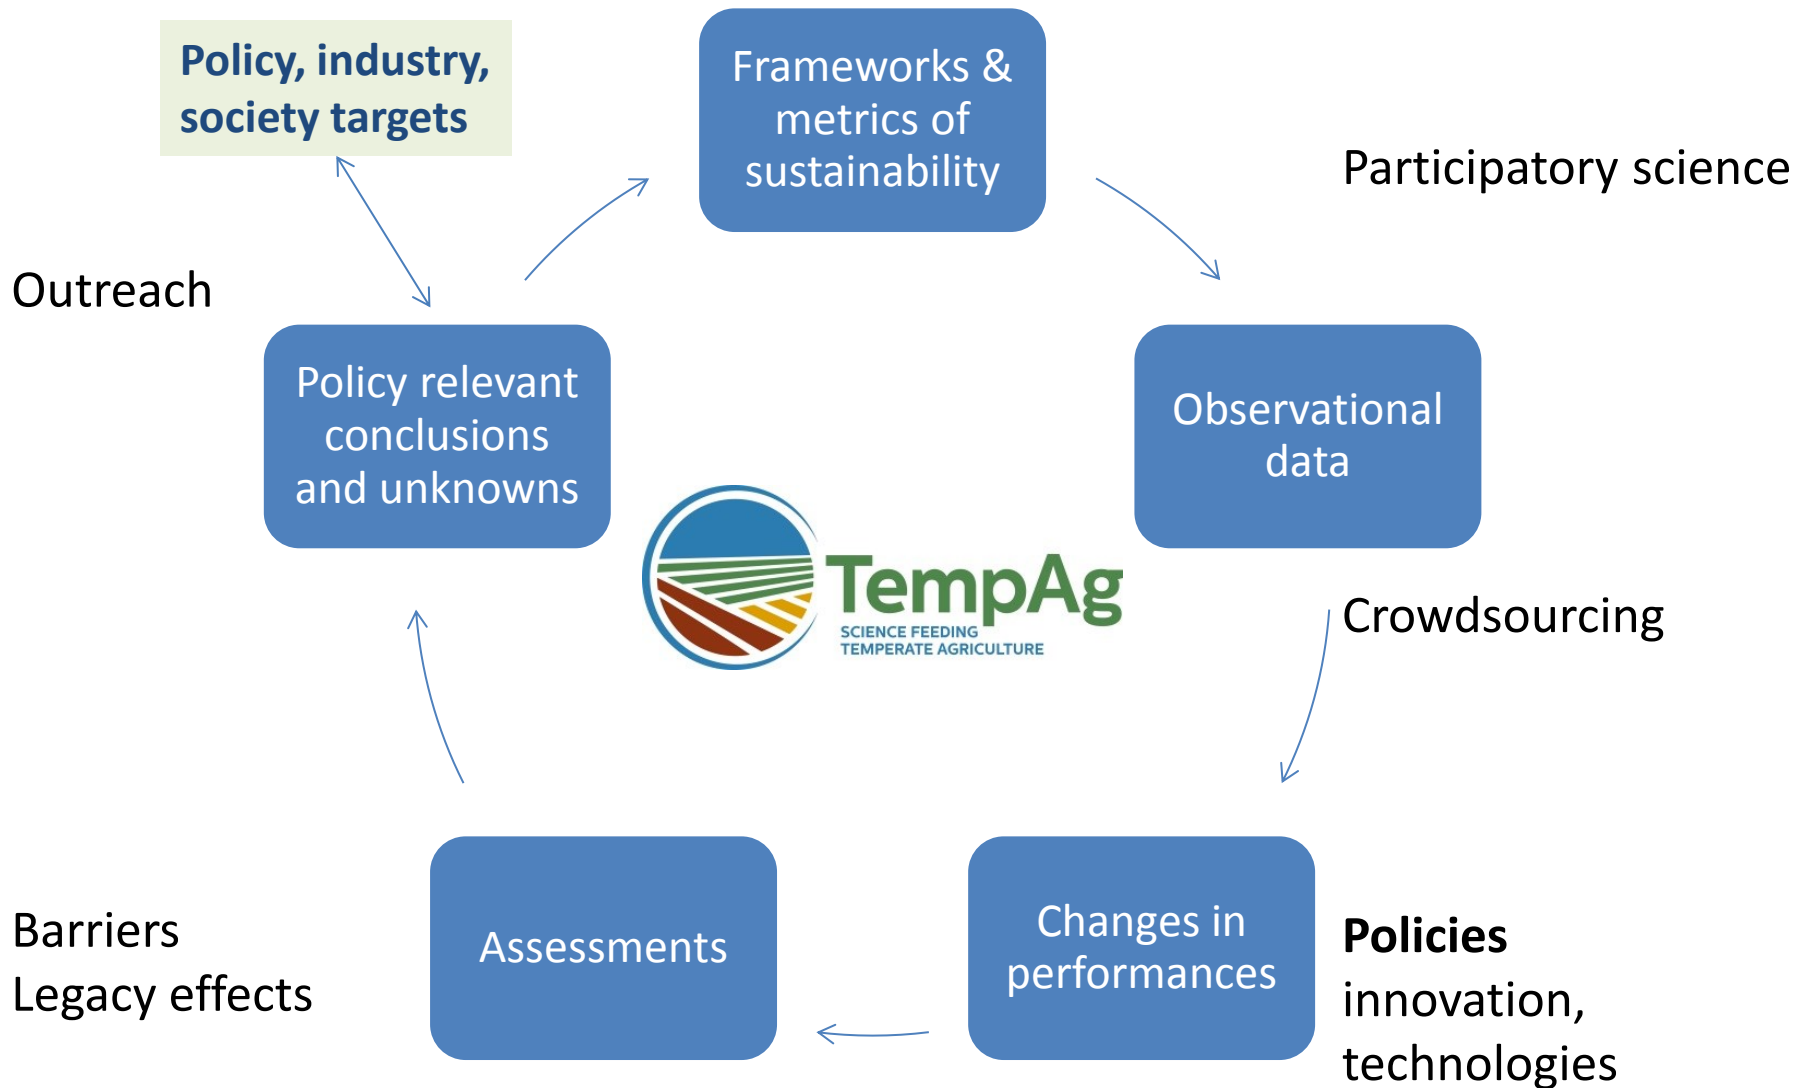 Policy, industry,
society targets
Frameworks &
metrics of
sustainability
Participatory science
Outreach
Policy relevant
conclusions
and unknowns
Observational
data
TempAg
SCIENCE FEEDING
TEMPERATE AGRICULTURE
Crowdsourcing
Barriers
Legacy effects
Assessments
Changes in
performances
Policies
innovation,
technologies